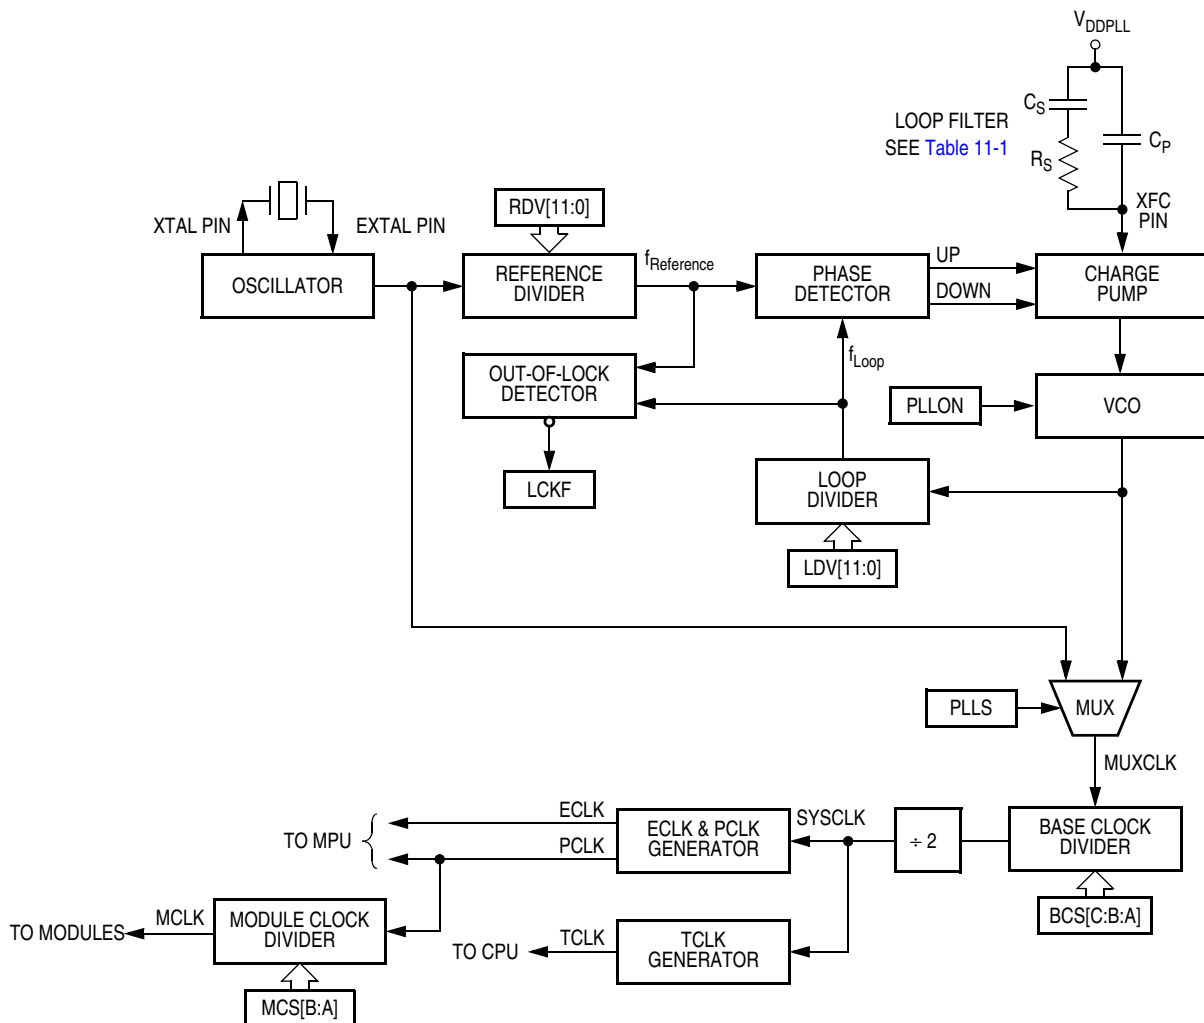 VDDPLL
CS
LOOP FILTER
SEE Table 11-1
RS
CP
XFC
PIN
XTAL PIN
EXTAL PIN
RDV[11:0]
OSCILLATOR
REFERENCE
DIVIDER
fReference
PHASE
DETECTOR
UP
DOWN
CHARGE
PUMP
OUT-OF-LOCK
DETECTOR
fLoop
PLLON
VCO
LCKF
LOOP
DIVIDER
LDV[11:0]
PLLS
MUX
MUXCLK
TO MPU
ECLK
PCLK
ECLK & PCLK
GENERATOR
SYSCLK
÷ 2
BASE CLOCK
DIVIDER
BCS[C:B:A]
TO MODULES
MCLK
MODULE CLOCK
DIVIDER
TO CPU
TCLK
TCLK
GENERATOR
MCS[B:A]